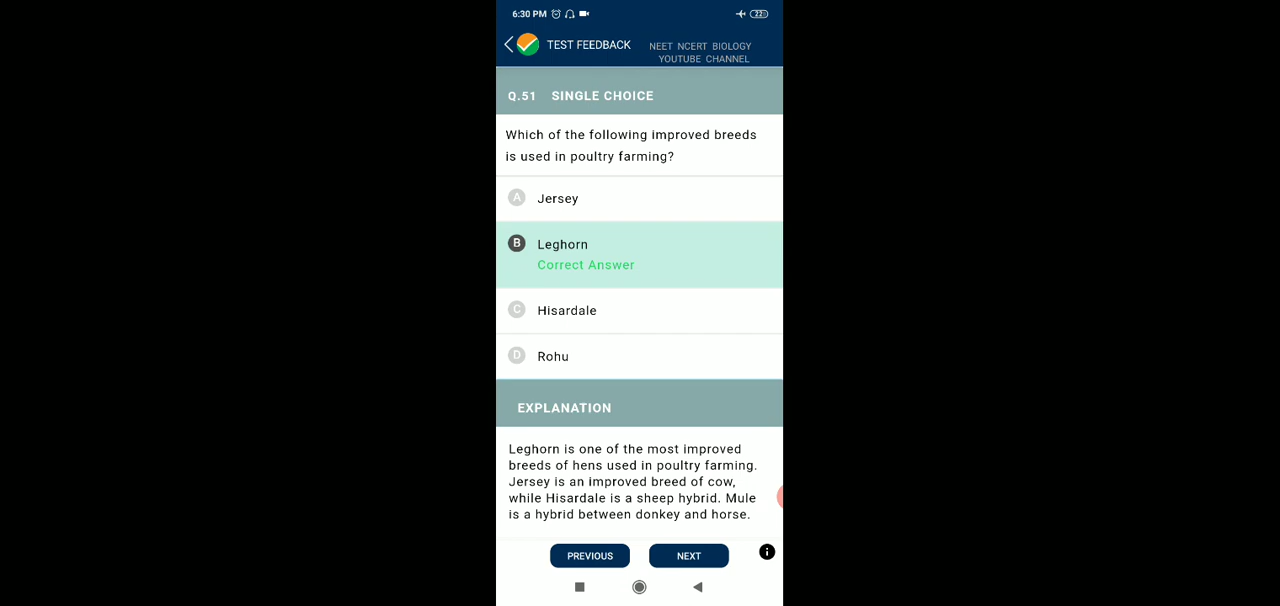 6:30 PM 22
TEST FEEDBACK NEET NCERT BIOLOGY
YOUTUBE CHANNEL
Q.51 SINGLE CHOICE
Which of the following improved breeds
is used in poultry farming?
A Jersey
B Leghorn
Correct Answer
C Hisardale
D Rohu
EXPLANATION
Leghorn is one of the most improved
breeds of hens used in poultry farming.
Jersey is an improved breed of cow,
while Hisardale is a sheep hybrid. Mule
is a hybrid between donkey and horse.
PREVIOUS NEXT i